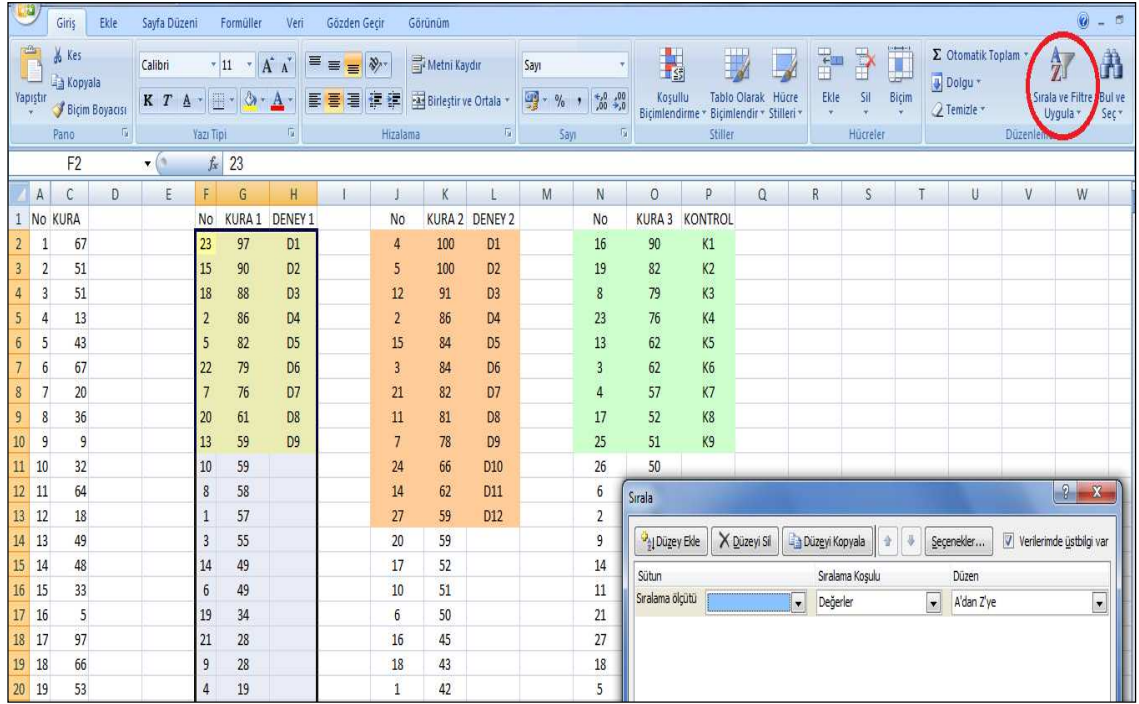 Giriş Ekle Sayfa Düzeni Formüller Veri Gözden Geçir Görünüm
Kes
Kopyala
Biçim Boyacısı
Yapıştır
Pano
Calibri 11 A A
K T A A
Yazı Tipi
Metni Kaydır
Birleştir ve Ortala
Hizalama
Sayı
% , ,00 ,00
Sayı
Koşullu Biçimlendirme
Tablo Olarak Biçimlendir
Hücre Stilleri
Stiller
Ekle Sil Biçim
Hücreler
Σ Otomatik Toplam
Dolgu
Temizle
Sırala ve Filtre Uygula
Bul ve Seç
Düzenle
F2 fx 23
A C D E F G H I J K L M N O P Q R S T U V W
1 No KURA No KURA 1 DENEY 1 No KURA 2 DENEY 2 No KURA 3 KONTROL
2 1 67 23 97 D1 4 100 D1 16 90 K1
3 2 51 15 90 D2 5 100 D2 19 82 K2
4 3 51 18 88 D3 12 91 D3 8 79 K3
5 4 13 2 86 D4 2 86 D4 23 76 K4
6 5 43 5 82 D5 15 84 D5 13 62 K5
7 6 67 22 79 D6 3 84 D6 3 62 K6
8 7 20 7 76 D7 21 82 D7 4 57 K7
9 8 36 20 61 D8 11 81 D8 17 52 K8
10 9 9 13 59 D9 7 78 D9 25 51 K9
11 10 32 10 59 24 66 D10 26 50
12 11 64 8 58 14 62 D11 6
13 12 18 1 57 27 59 D12 2
14 13 49 3 55 20 59 9
15 14 48 14 49 17 52 14
16 15 33 6 49 10 51 11
17 16 5 19 34 6 50 21
18 17 97 21 28 16 45 27
19 18 66 9 28 18 43 18
20 19 53 4 19 1 42 5
Sırala
Düzey Ekle Düzeyi Sil Düzeyi Kopyala Seçenekler... Verilerimde üstbilgi var
Sütun Sıralama Koşulu Düzen
Sıralama ölçütü Değerler A'dan Z'ye